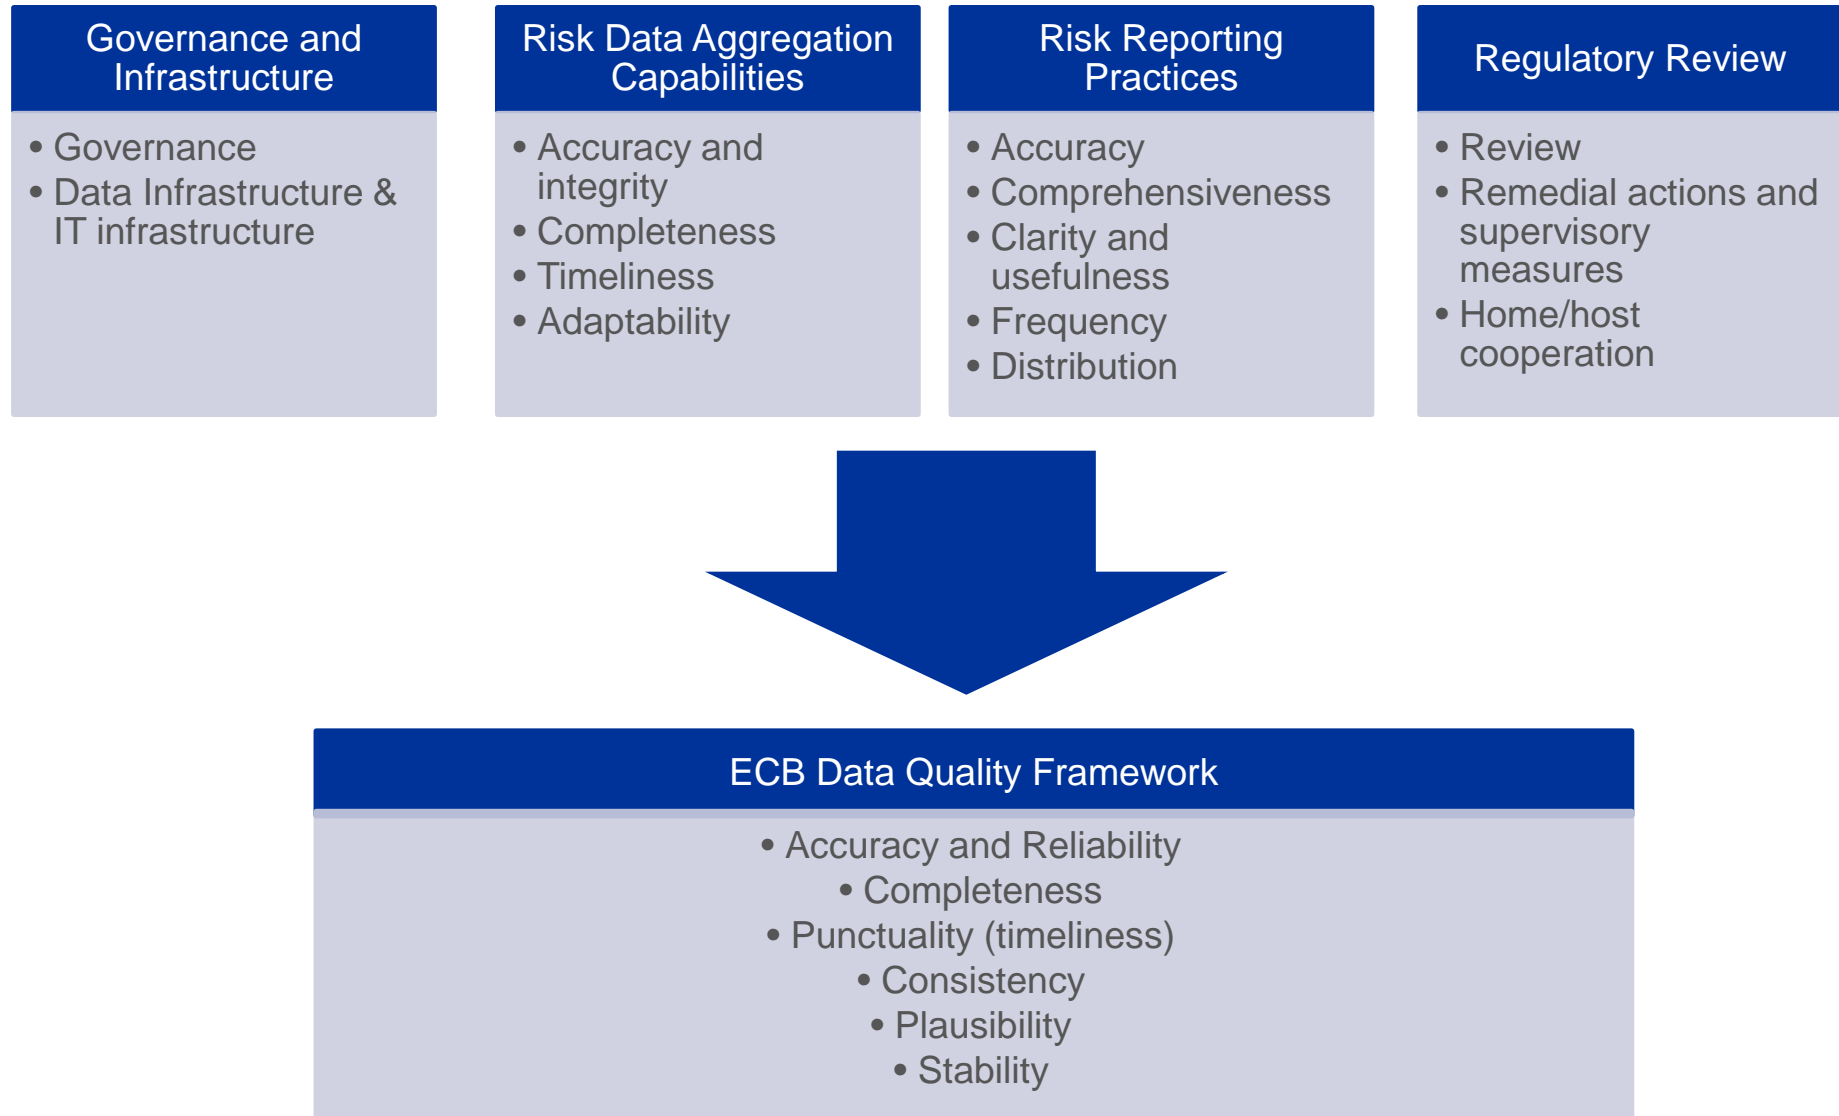 Governance and
Infrastructure
• Governance
• Data Infrastructure &
IT infrastructure
Risk Data Aggregation
Capabilities
• Accuracy and
integrity
• Completeness
• Timeliness
• Adaptability
Risk Reporting
Practices
• Accuracy
• Comprehensiveness
• Clarity and
usefulness
• Frequency
• Distribution
Regulatory Review
• Review
• Remedial actions and
supervisory
measures
• Home/host
cooperation
ECB Data Quality Framework
• Accuracy and Reliability
• Completeness
• Punctuality (timeliness)
• Consistency
• Plausibility
• Stability